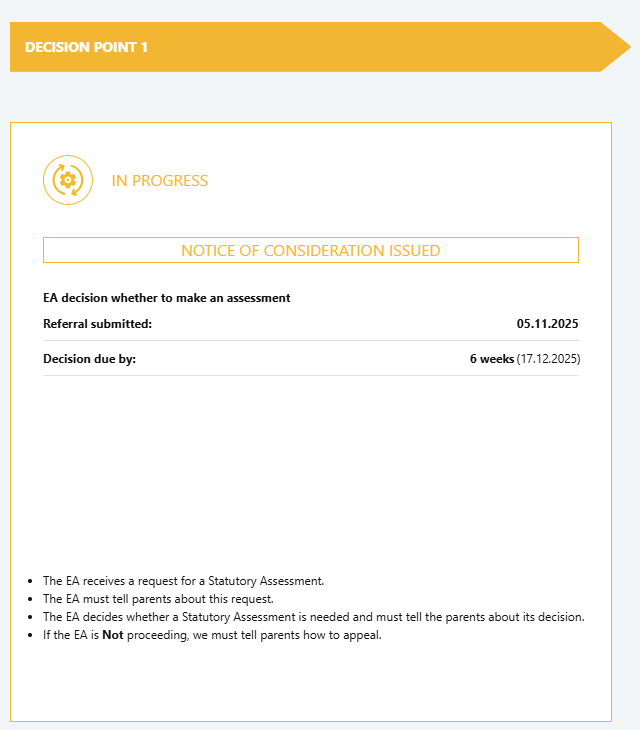 DECISION POINT 1
IN PROGRESS
NOTICE OF CONSIDERATION ISSUED
EA decision whether to make an assessment
Referral submitted: 05.11.2025
Decision due by: 6 weeks (17.12.2025)
• The EA receives a request for a Statutory Assessment.
• The EA must tell parents about this request.
• The EA decides whether a Statutory Assessment is needed and must tell the parents about its decision.
• If the EA is Not proceeding, we must tell parents how to appeal.